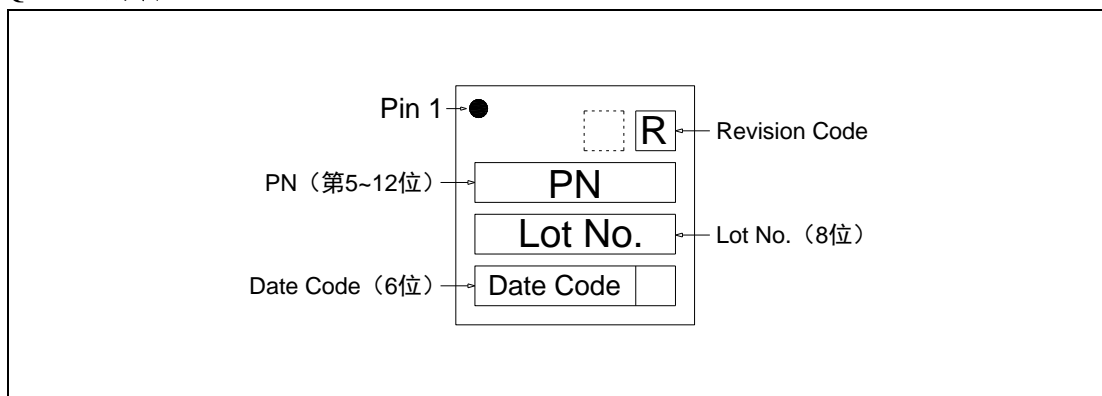 Pin 1
R
Revision Code
PN（第5~12位）
PN
Lot No.
Lot No.（8位）
Date Code（6位）
Date Code